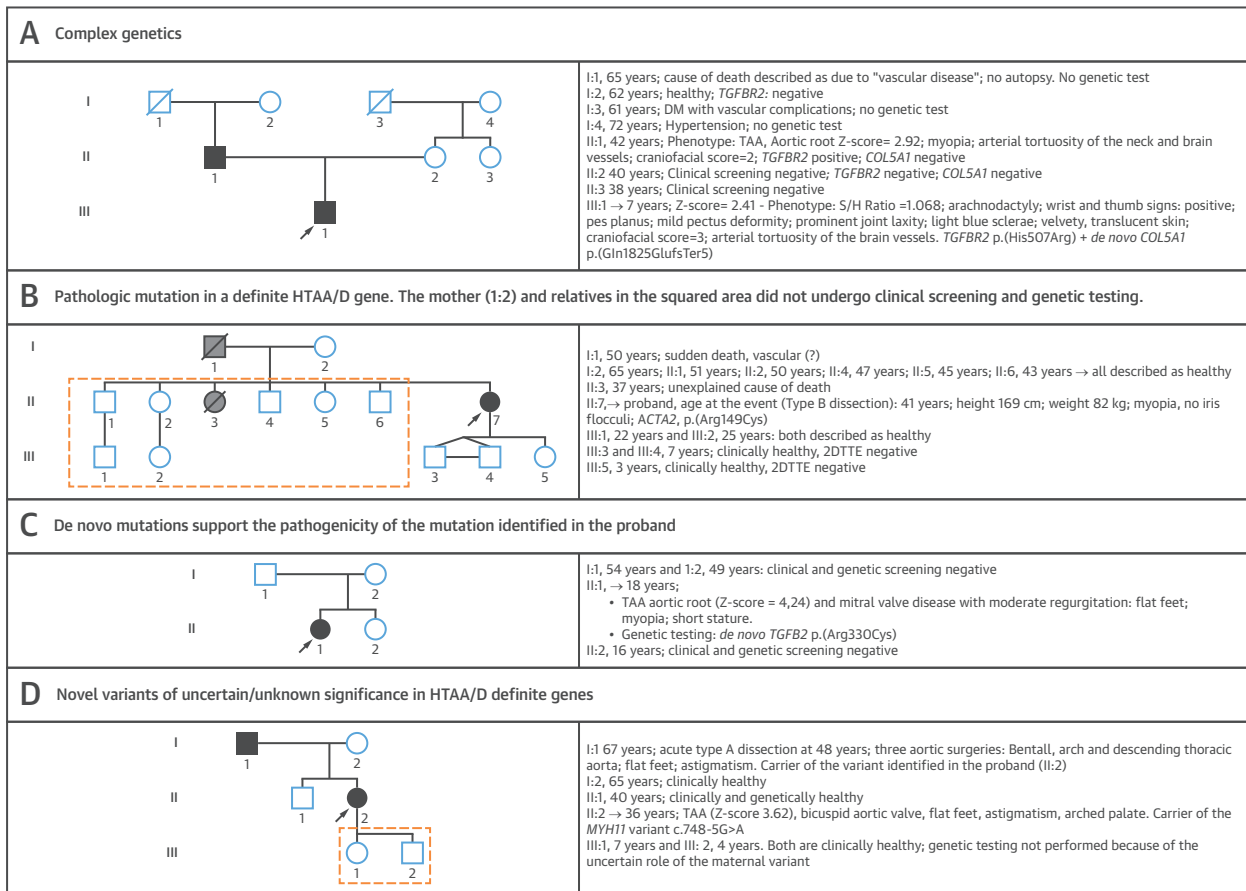 A Complex genetics
I
1
2
3
4
II
1
2
3
III
1
I:1, 65 years; cause of death described as due to "vascular disease"; no autopsy. No genetic test
I:2, 62 years; healthy; TGFBR2: negative
I:3, 61 years; DM with vascular complications; no genetic test
I:4, 72 years; Hypertension; no genetic test
II:1, 42 years; Phenotype: TAA, Aortic root Z-score= 2.92; myopia; arterial tortuosity of the neck and brain
vessels; craniofacial score=2; TGFBR2 positive; COL5A1 negative
II:2 40 years; Clinical screening negative; TGFBR2 negative; COL5A1 negative
II:3 38 years; Clinical screening negative
III:1 → 7 years; Z-score= 2.41 - Phenotype: S/H Ratio =1.068; arachnodactyly; wrist and thumb signs: positive;
pes planus; mild pectus deformity; prominent joint laxity; light blue sclerae; velvety, translucent skin;
craniofacial score=3; arterial tortuosity of the brain vessels. TGFBR2 p.(His507Arg) + de novo COL5A1
p.(Gln1825GlufsTer5)
B Pathologic mutation in a definite HTAA/D gene. The mother (1:2) and relatives in the squared area did not undergo clinical screening and genetic testing.
I
1
2
II
1
2
3
4
5
6
7
III
1
2
3
4
5
I:1, 50 years; sudden death, vascular (?)
I:2, 65 years; II:1, 51 years; II:2, 50 years; II:4, 47 years; II:5, 45 years; II:6, 43 years → all described as healthy
II:3, 37 years; unexplained cause of death
II:7,→ proband, age at the event (Type B dissection): 41 years; height 169 cm; weight 82 kg; myopia, no iris
flocculi; ACTA2, p.(Arg149Cys)
III:1, 22 years and III:2, 25 years: both described as healthy
III:3 and III:4, 7 years; clinically healthy, 2DTTE negative
III:5, 3 years, clinically healthy, 2DTTE negative
C De novo mutations support the pathogenicity of the mutation identified in the proband
I
1
2
II
1
2
I:1, 54 years and 1:2, 49 years: clinical and genetic screening negative
II:1, → 18 years;
• TAA aortic root (Z-score = 4,24) and mitral valve disease with moderate regurgitation: flat feet;
myopia; short stature.
• Genetic testing: de novo TGFB2 p.(Arg330Cys)
II:2, 16 years; clinical and genetic screening negative
D Novel variants of uncertain/unknown significance in HTAA/D definite genes
I
1
2
II
1
2
III
1
2
I:1 67 years; acute type A dissection at 48 years; three aortic surgeries: Bentall, arch and descending thoracic
aorta; flat feet; astigmatism. Carrier of the variant identified in the proband (II:2)
I:2, 65 years; clinically healthy
II:1, 40 years; clinically and genetically healthy
II:2 → 36 years; TAA (Z-score 3.62), bicuspid aortic valve, flat feet, astigmatism, arched palate. Carrier of the
MYH11 variant c.748-5G>A
III:1, 7 years and III: 2, 4 years. Both are clinically healthy; genetic testing not performed because of the
uncertain role of the maternal variant